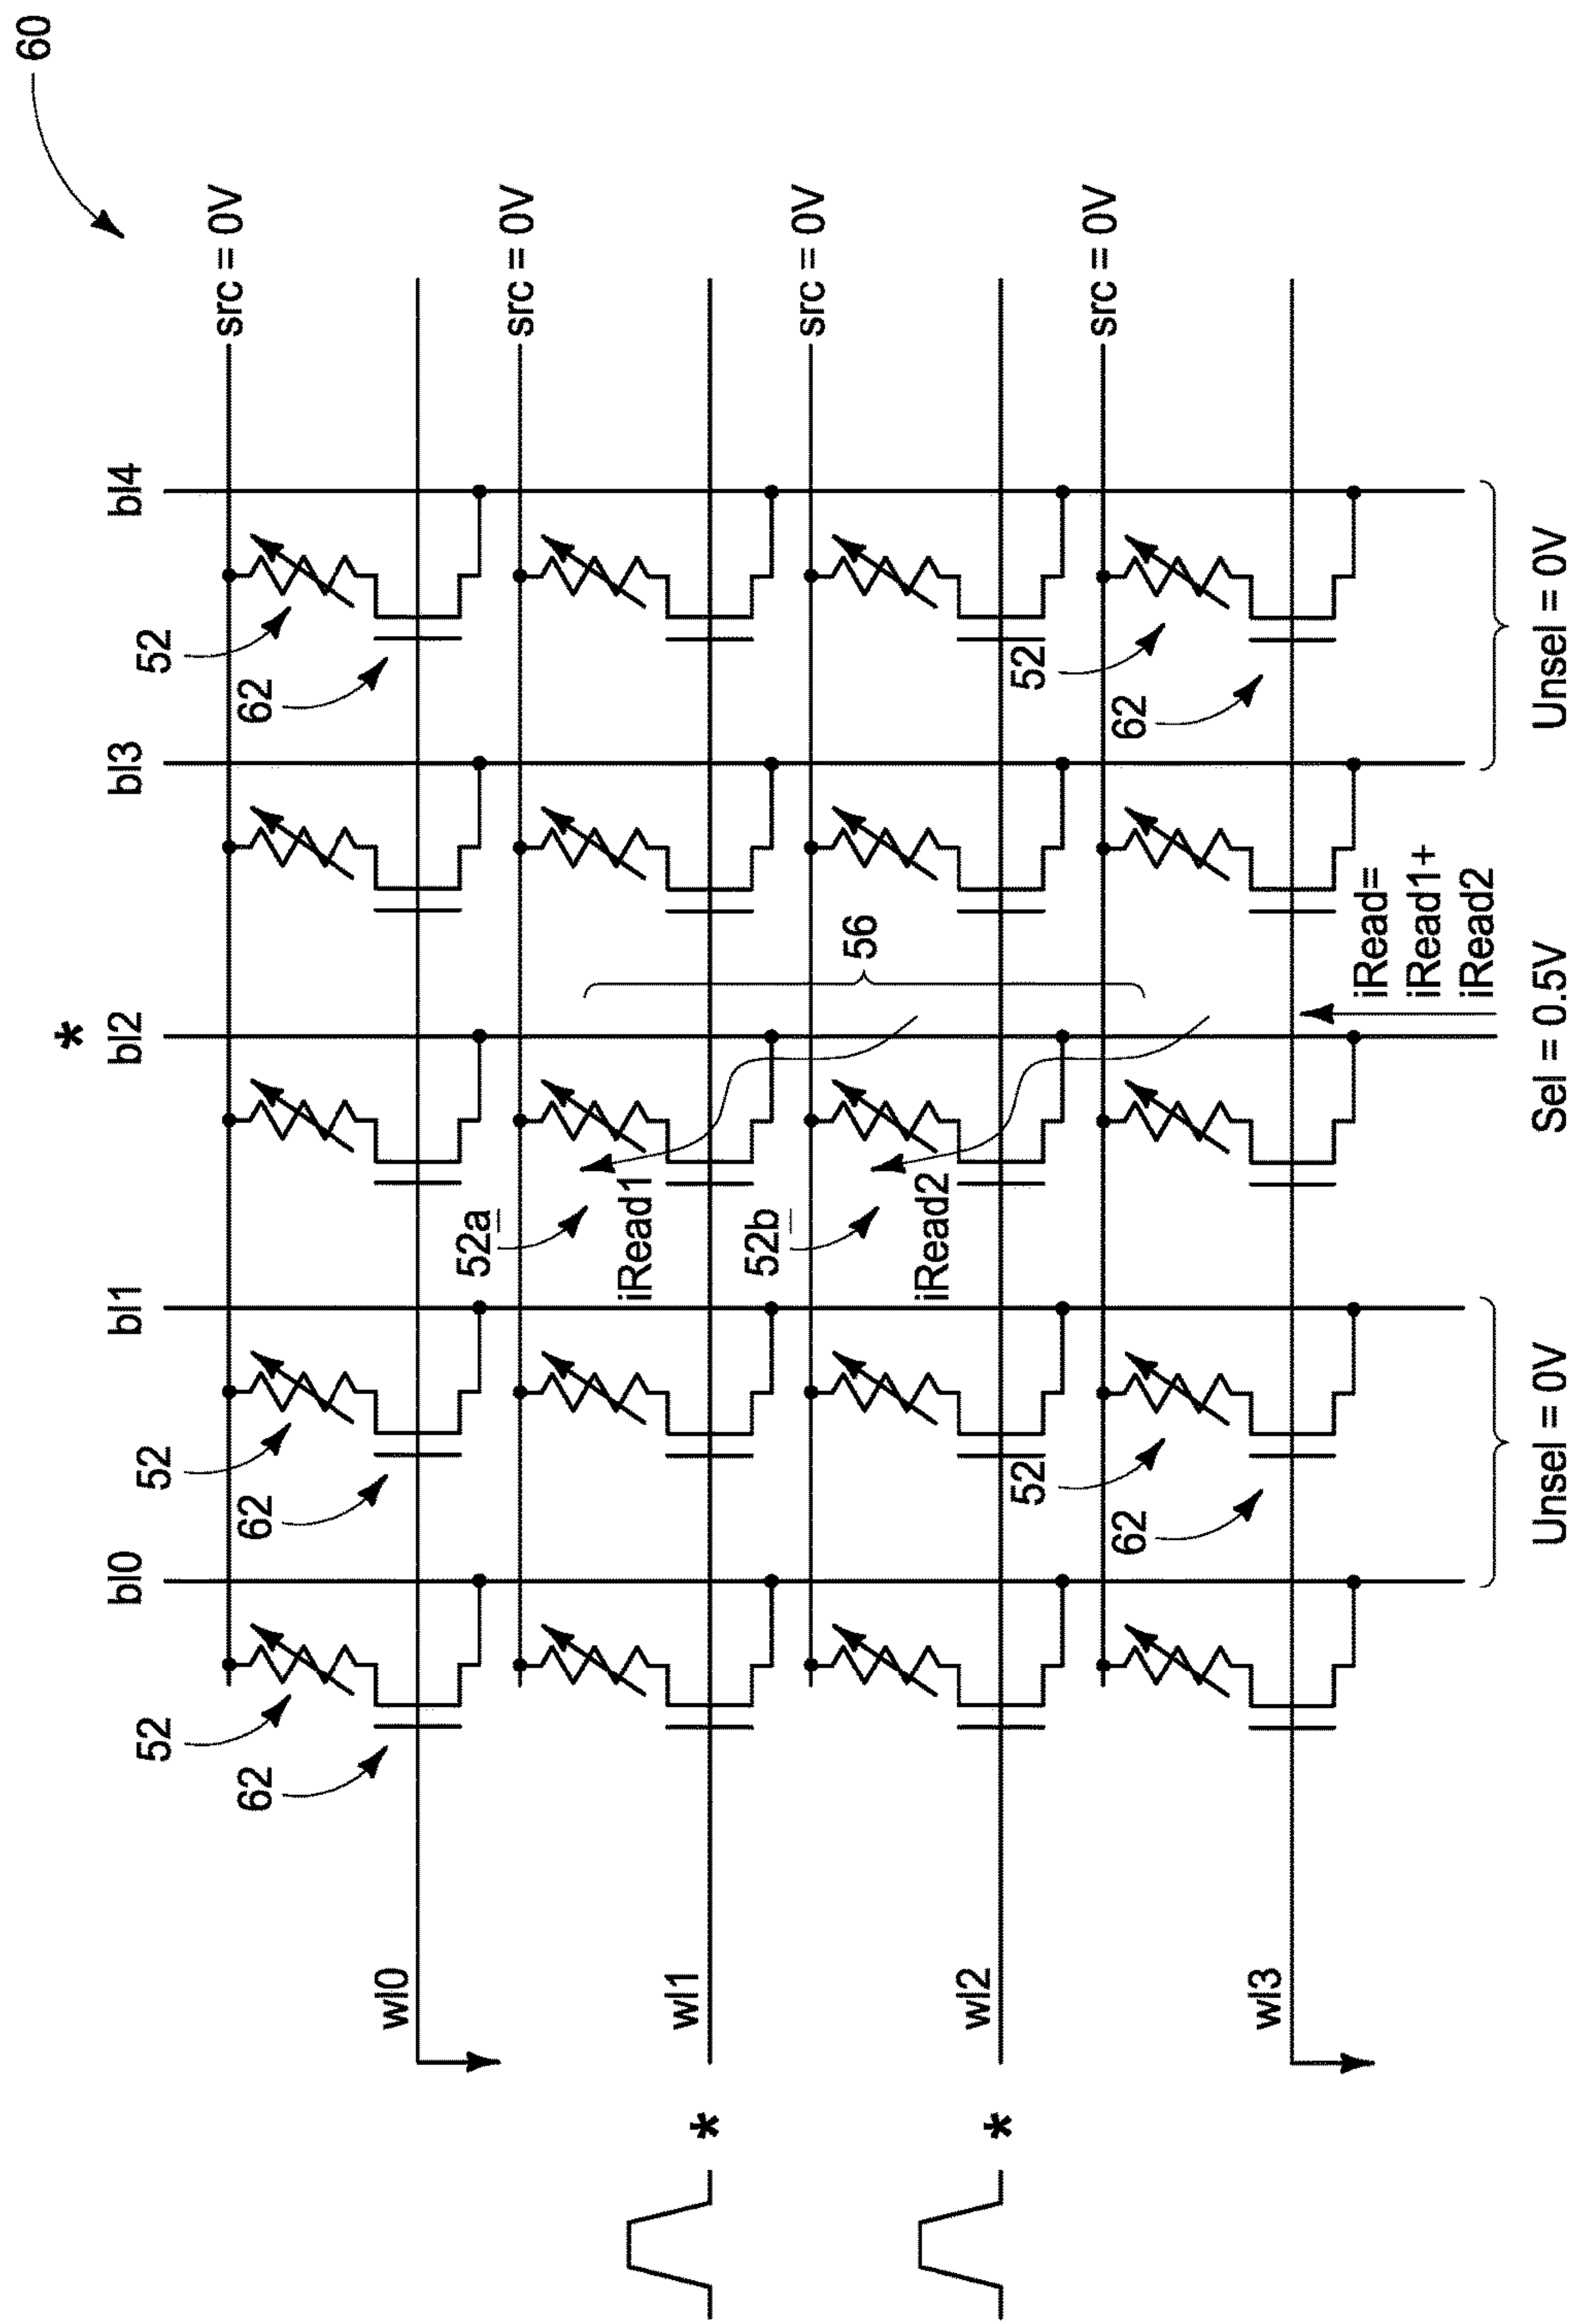 60
*
bl0
bl1
bl2
bl3
bl4
52
52
52
src = 0V
62
62
62
wl0
52a
src = 0V
iRead1
wl1
*
52b
src = 0V
56
iRead2
wl2
*
52
52
src = 0V
62
62
wl3
iRead=
iRead1+
iRead2
Unsel = 0V
Sel = 0.5V
Unsel = 0V